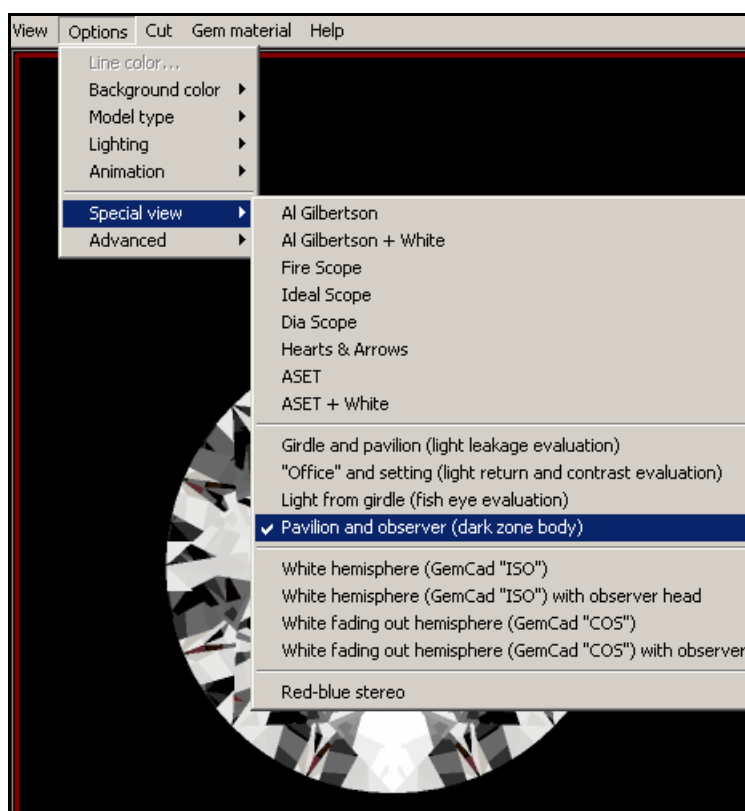 View Options Cut Gem material Help
Line color...
Background color
Model type
Lighting
Animation
Special view
Advanced
Al Gilbertson
Al Gilbertson + White
Fire Scope
Ideal Scope
Dia Scope
Hearts & Arrows
ASET
ASET + White
Girdle and pavilion (light leakage evaluation)
"Office" and setting (light return and contrast evaluation)
Light from girdle (fish eye evaluation)
Pavilion and observer (dark zone body)
White hemisphere (GemCad "ISO")
White hemisphere (GemCad "ISO") with observer head
White fading out hemisphere (GemCad "COS")
White fading out hemisphere (GemCad "COS") with observer
Red-blue stereo